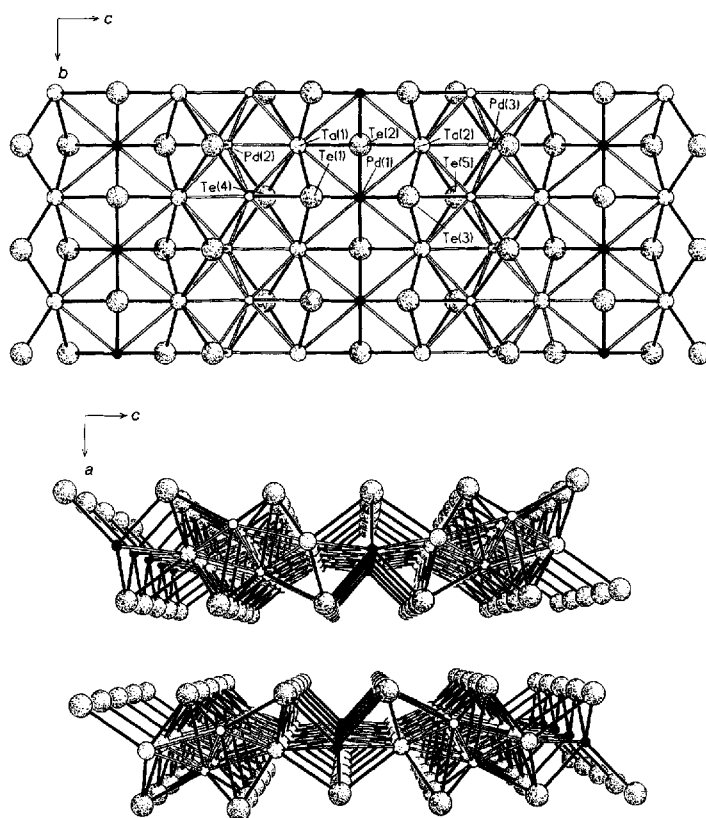 c
b
Pd(3)
Ta(1) Te(2) Ta(2)
Pd(2) Te(1) Pd(1) Te(5)
Te(4)
Te(3)
c
a